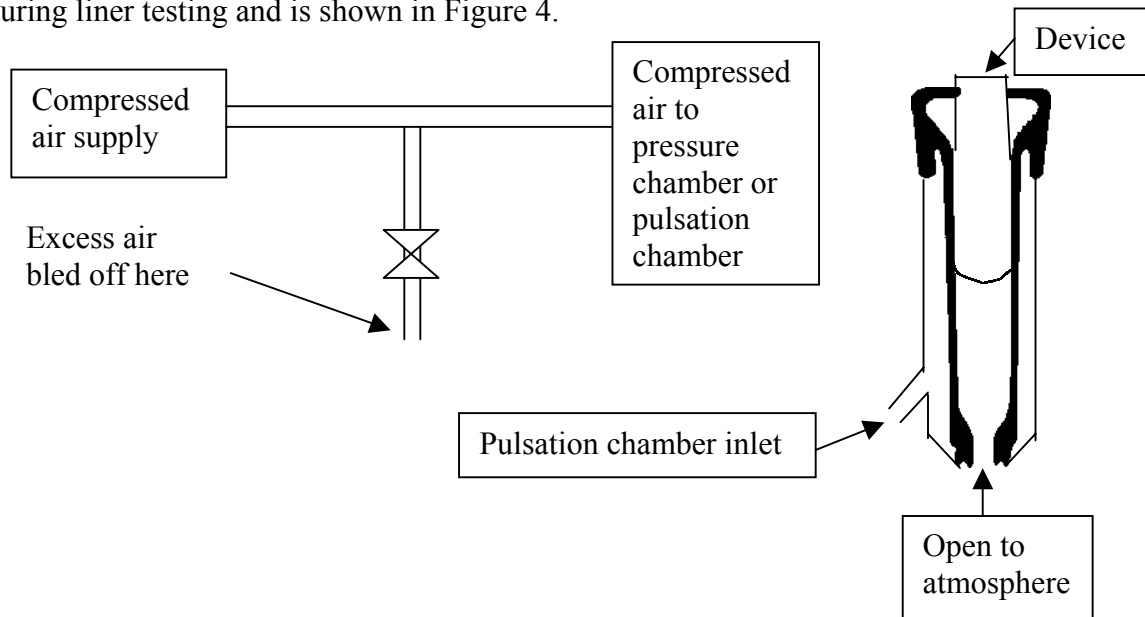 uring liner testing and is shown in Figure 4.
Device
Compressed
air supply
Compressed
air to
pressure
chamber or
pulsation
chamber
Excess air
bled off here
Pulsation chamber inlet
Open to
atmosphere